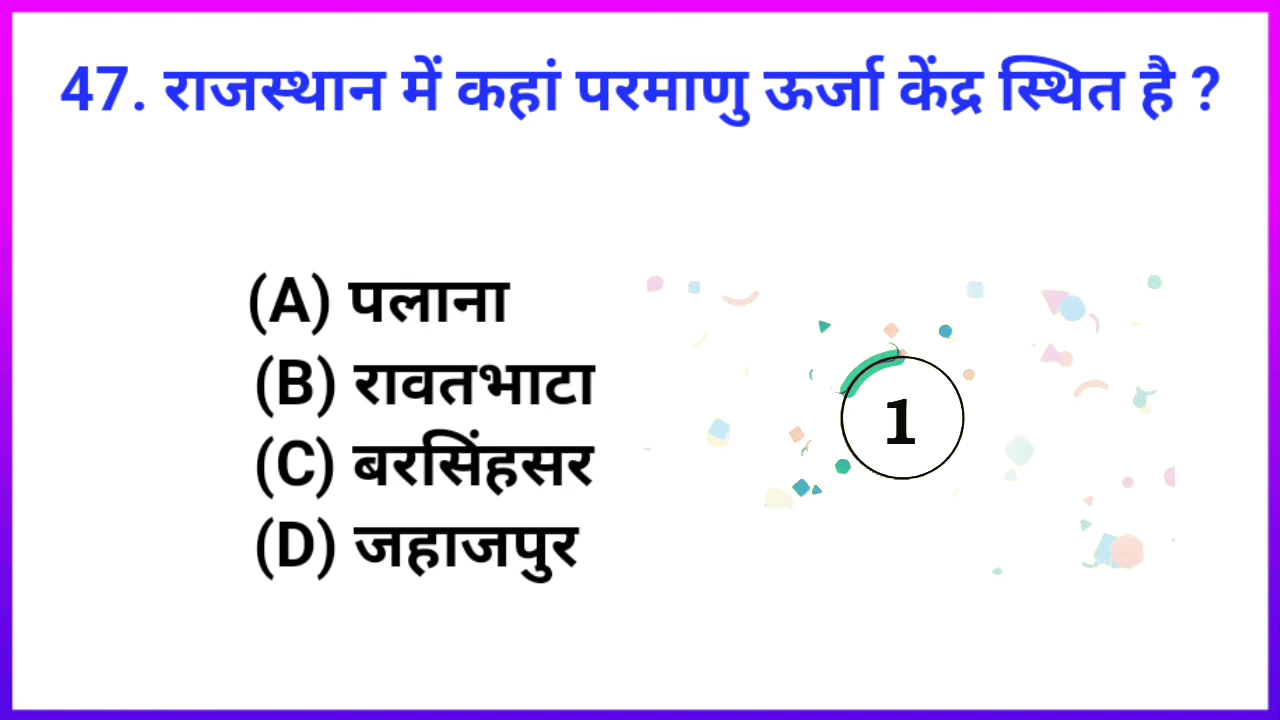 47. राजस्थान में कहां परमाणु ऊर्जा केंद्र स्थित है ?
(A) पलाना
(B) रावतभाटा
(C) बरसिंहसर
(D) जहाजपुर
1